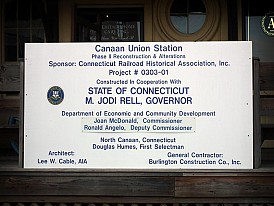 Canaan Union Station
Phase II Reconstruction & Alterations
Sponsor: Connecticut Railroad Historical Association, Inc.
Project # 0303-01
Constructed In Cooperation With
STATE OF CONNECTICUT
M. JODI RELL, GOVERNOR
Department of Economic and Community Development
Joan McDonald, Commissioner
Ronald Angelo, Deputy Commissioner
North Canaan, Connecticut
Douglas Humes, First Selectman
Architect:
Lee W. Cable, AIA
General Contractor:
Burlington Construction Co., Inc.